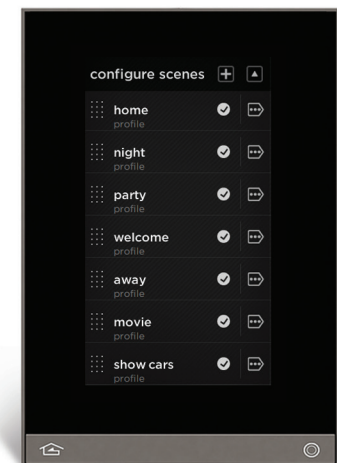 configure scenes
home
profile
night
profile
party
profile
welcome
profile
away
profile
movie
profile
show cars
profile